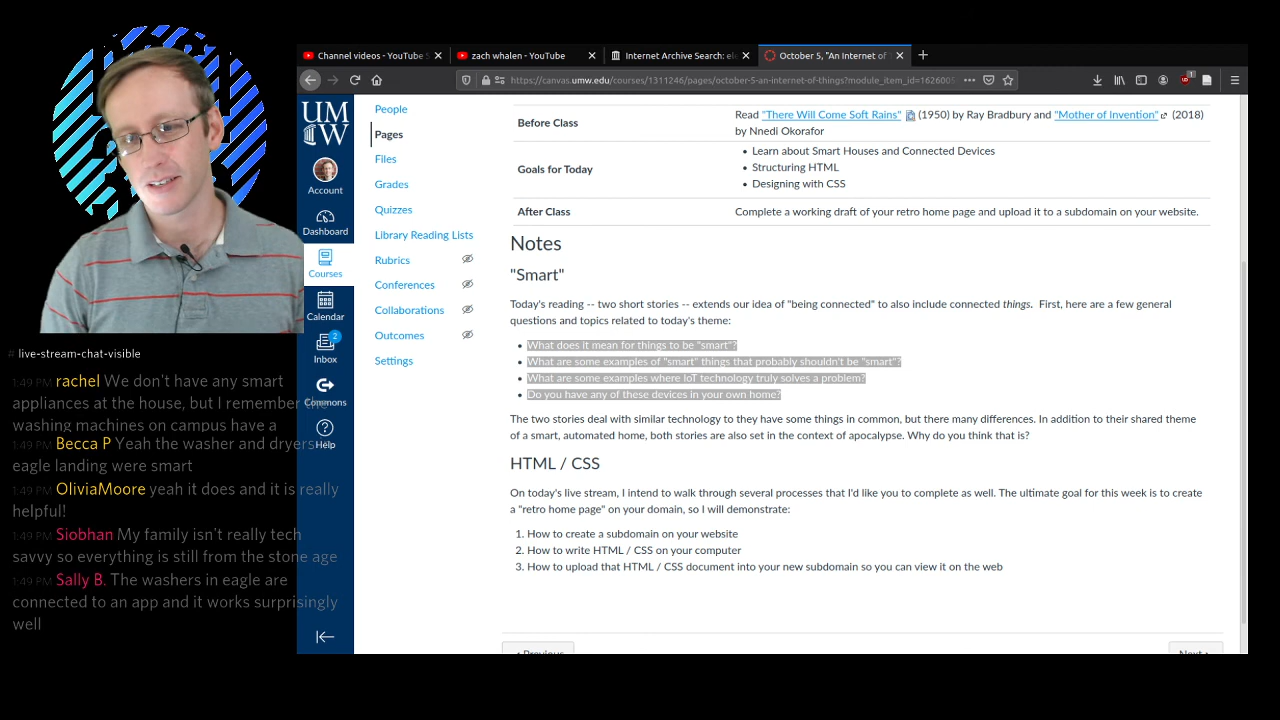 Channel videos - YouTube S
zach whalen - YouTube
Internet Archive Search: ele
October 5, "An Internet of
https://canvas.umw.edu/courses/1311246/pages/october-5-an-internet-of-things?module_item_id=1626005
UM
W
Account
Dashboard
Courses
Calendar
2
Inbox
Commons
Help
People
Pages
Files
Grades
Quizzes
Library Reading Lists
Rubrics
Conferences
Collaborations
Outcomes
Settings
Before Class
Read "There Will Come Soft Rains" (1950) by Ray Bradbury and "Mother of Invention" (2018)
by Nnedi Okorafor
Goals for Today
• Learn about Smart Houses and Connected Devices
• Structuring HTML
• Designing with CSS
After Class
Complete a working draft of your retro home page and upload it to a subdomain on your website.
Notes
"Smart"
Today's reading -- two short stories -- extends our idea of "being connected" to also include connected things. First, here are a few general
questions and topics related to today's theme:
• What does it mean for things to be "smart"?
• What are some examples of "smart" things that probably shouldn't be "smart"?
• What are some examples where IoT technology truly solves a problem?
• Do you have any of these devices in your own home?
The two stories deal with similar technology to they have some things in common, but there many differences. In addition to their shared theme
of a smart, automated home, both stories are also set in the context of apocalypse. Why do you think that is?
HTML / CSS
On today's live stream, I intend to walk through several processes that I'd like you to complete as well. The ultimate goal for this week is to create
a "retro home page" on your domain, so I will demonstrate:
1. How to create a subdomain on your website
2. How to write HTML / CSS on your computer
3. How to upload that HTML / CSS document into your new subdomain so you can view it on the web
‹ Previous
Next ›
# live-stream-chat-visible
1:49 PM rachel We don't have any smart
appliances at the house, but I remember the
washing machines on campus have a
1:49 PM Becca P Yeah the washer and dryers
eagle landing were smart
1:49 PM OliviaMoore yeah it does and it is really
helpful!
1:49 PM Siobhan My family isn't really tech
savvy so everything is still from the stone age
1:49 PM Sally B. The washers in eagle are
connected to an app and it works surprisingly
well